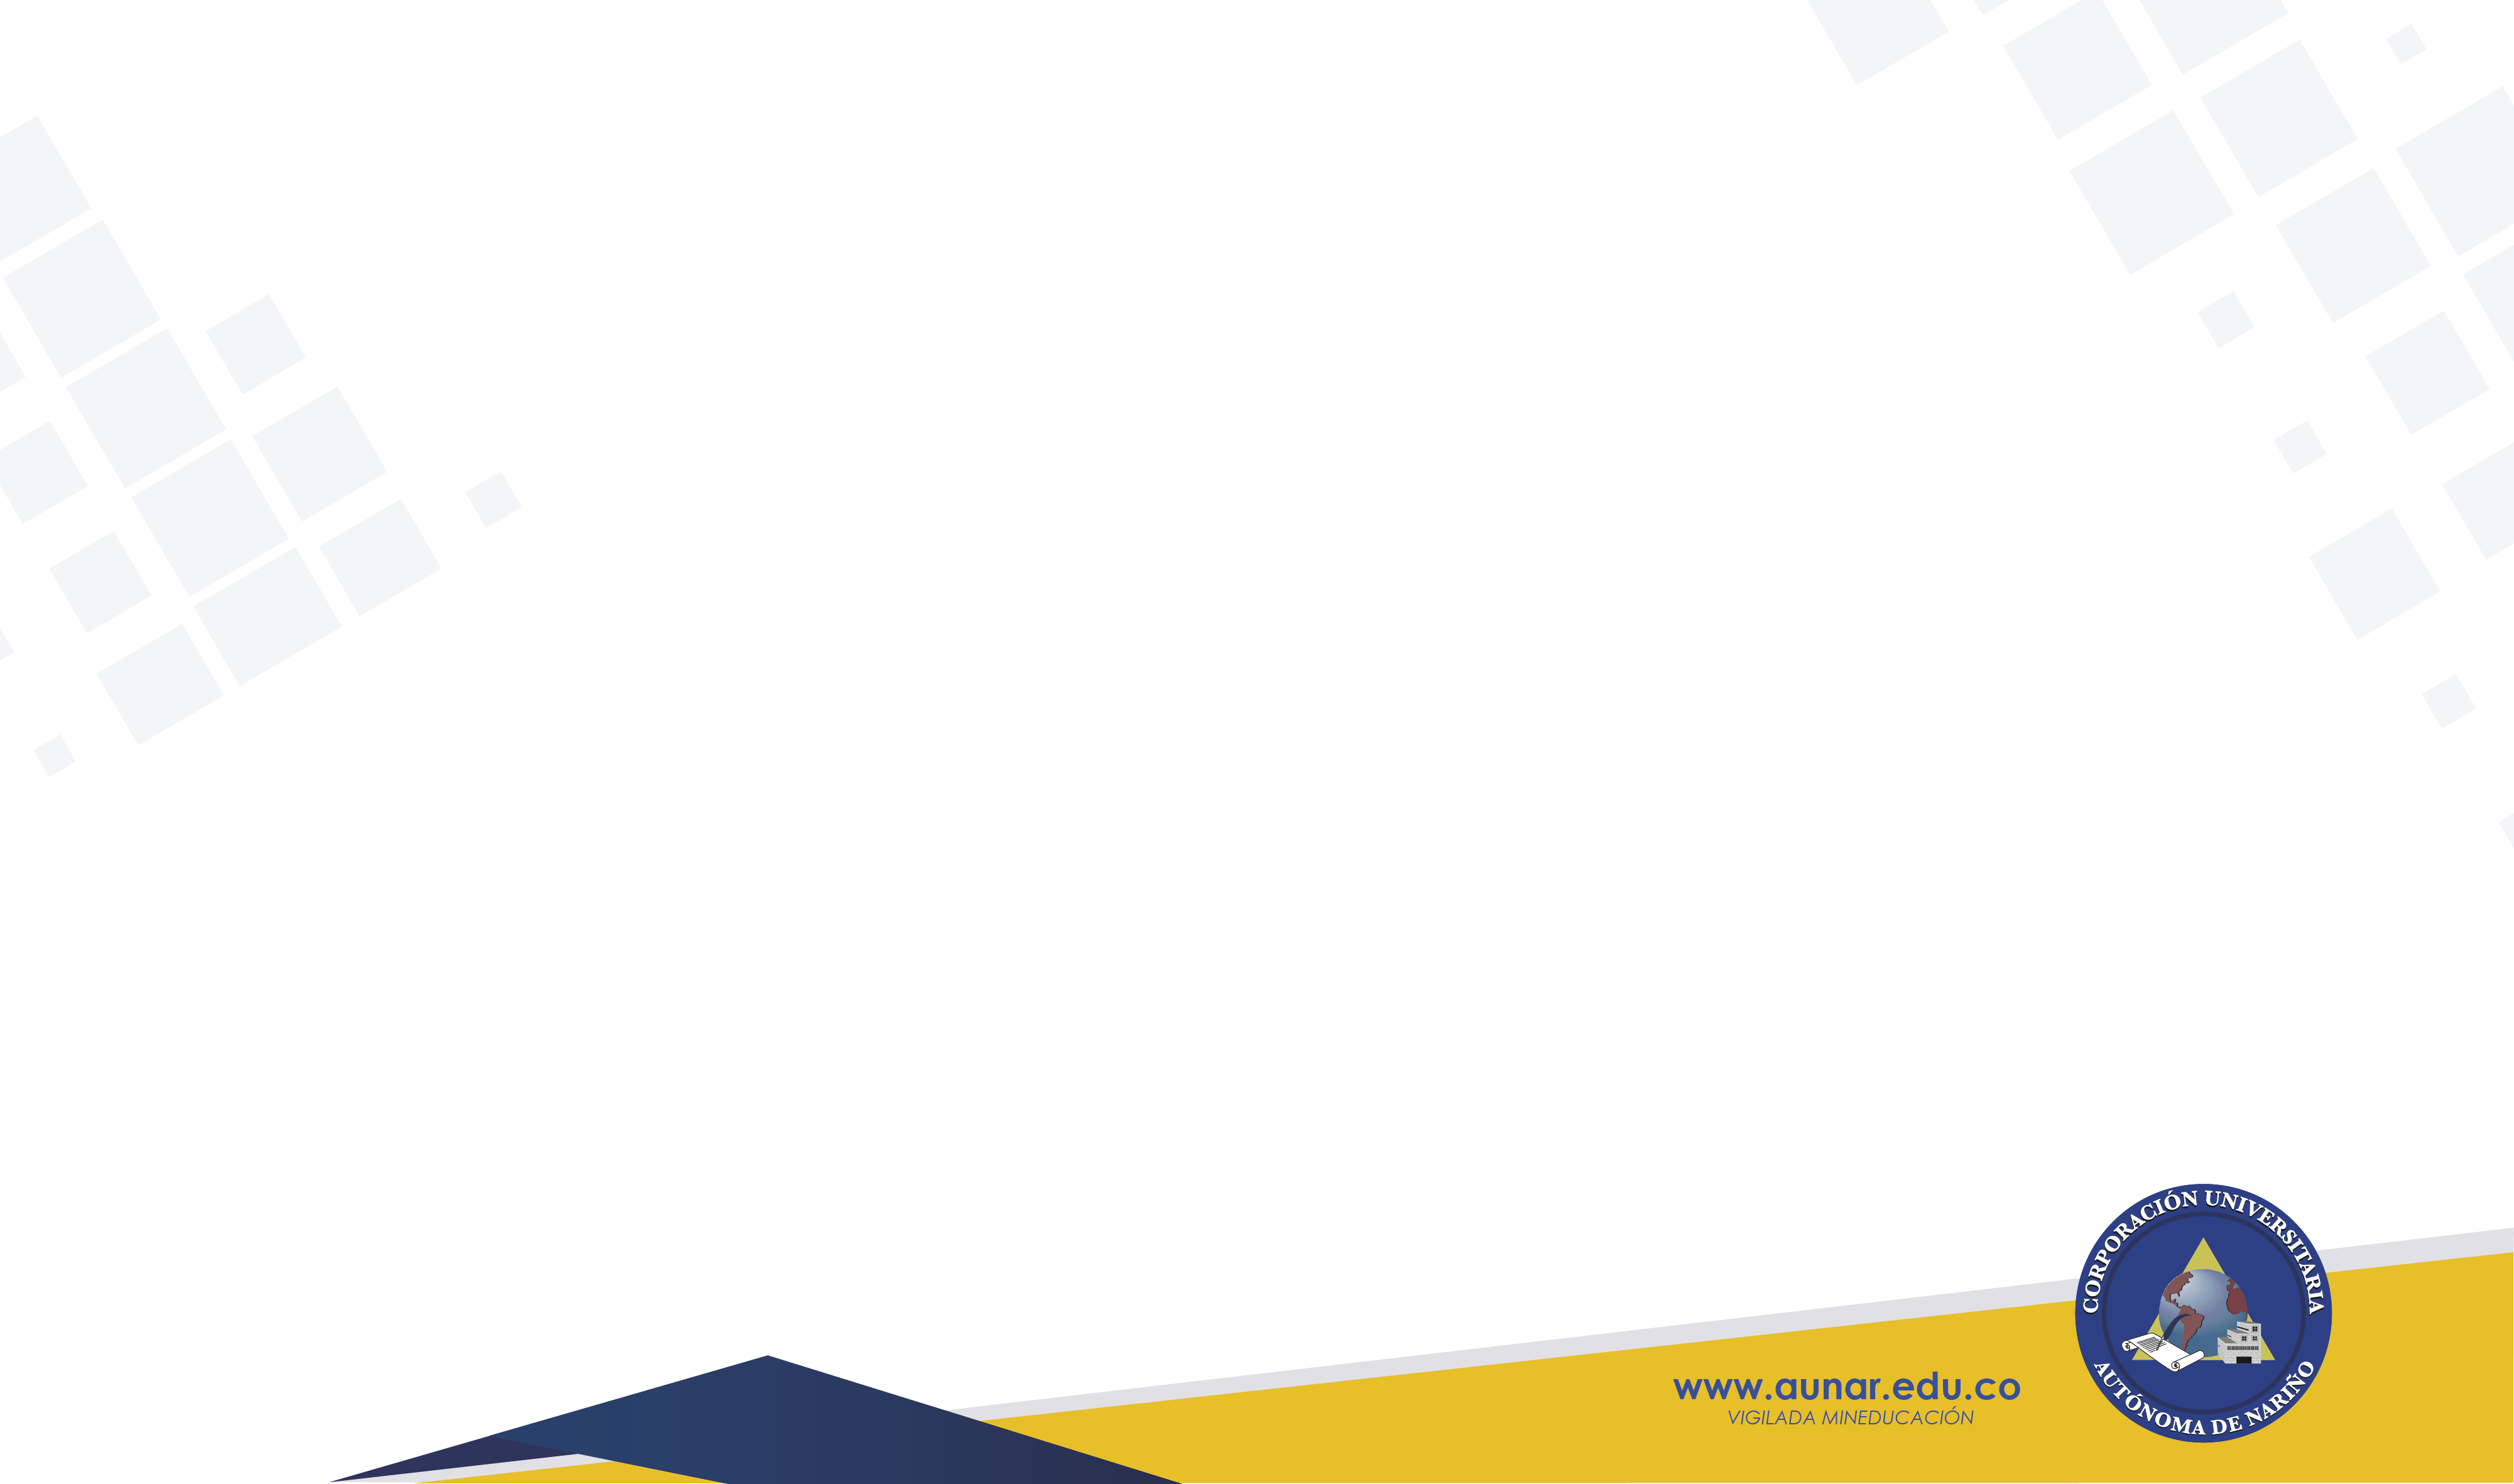 CORPORACIÓN UNIVERSITARIA
AUTÓNOMA DE NARIÑO
www.aunar.edu.co
VIGILADA MINEDUCACIÓN